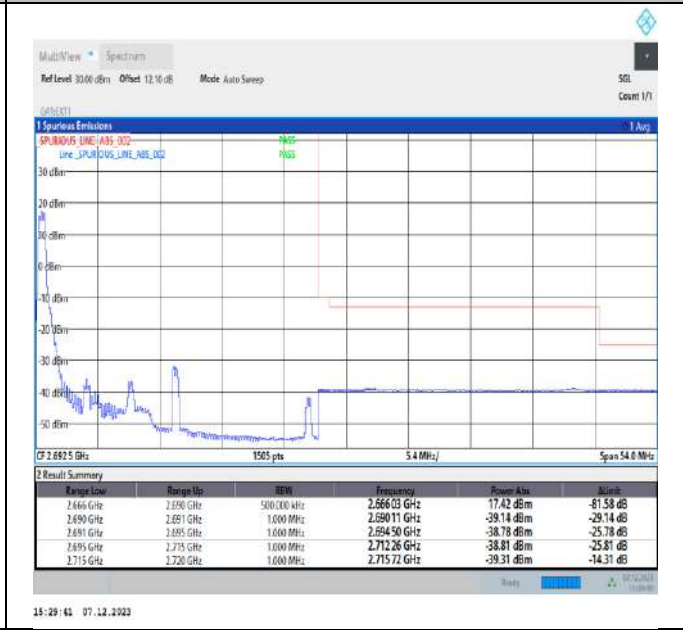 MultiView Spectrum
Ref Level 30.00 dBm Offset 12.10 dB Mode Auto Sweep SGL
Count 1/1
1 Spurious Emissions 1 Avg
SPURIOUS_LINE_ABS_002 PASS
Line _SPURIOUS_LINE_ABS_002 PASS
30 dBm
20 dBm
10 dBm
0 dBm
-10 dBm
-20 dBm
-30 dBm
-40 dBm
-50 dBm
CF 2.6925 GHz 1505 pts 5.4 MHz/ Span 54.0 MHz
2 Result Summary
Range Low Range Up RBW Frequency Power Abs ΔLimit
2.666 GHz 2.690 GHz 500.000 kHz 2.66603 GHz 17.42 dBm -81.58 dB
2.690 GHz 2.691 GHz 1.000 MHz 2.69011 GHz -39.14 dBm -29.14 dB
2.691 GHz 2.695 GHz 1.000 MHz 2.69450 GHz -38.78 dBm -25.78 dB
2.695 GHz 2.715 GHz 1.000 MHz 2.71226 GHz -38.81 dBm -25.81 dB
2.715 GHz 2.720 GHz 1.000 MHz 2.71572 GHz -39.31 dBm -14.31 dB
Ready 07.12.2023
15:29:41 07.12.2023